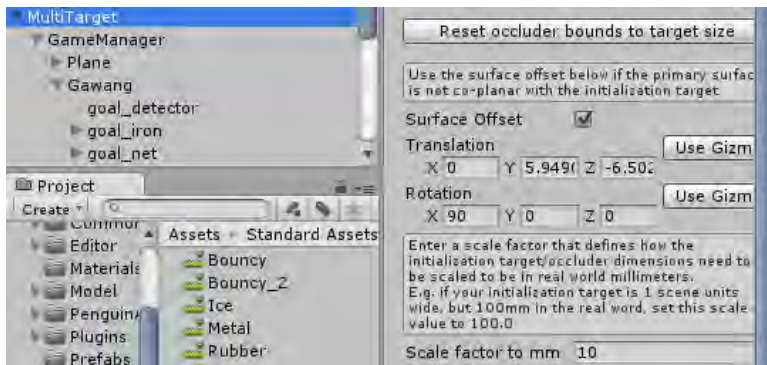 MultiTarget
GameManager
Plane
Gawang
goal_detector
goal_iron
goal_net
Project
Create
Editor
Materials
Model
Penguin
Plugins
Prefabs
Assets Standard Assets
Bouncy
Bouncy_2
Ice
Metal
Rubber
Reset occluder bounds to target size
Use the surface offset below if the primary surfac
is not co-planar with the initialization target
Surface Offset
Translation
Use Gizm
X 0 Y 5.949( Z -6.502
Rotation
Use Gizm
X 90 Y 0 Z 0
Enter a scale factor that defines how the
initialization target/occluder dimensions need to
be scaled to be in real world millimeters.
E.g. if your initialization target is 1 scene units
wide, but 100mm in the real word, set this scale
value to 100.0
Scale factor to mm 10